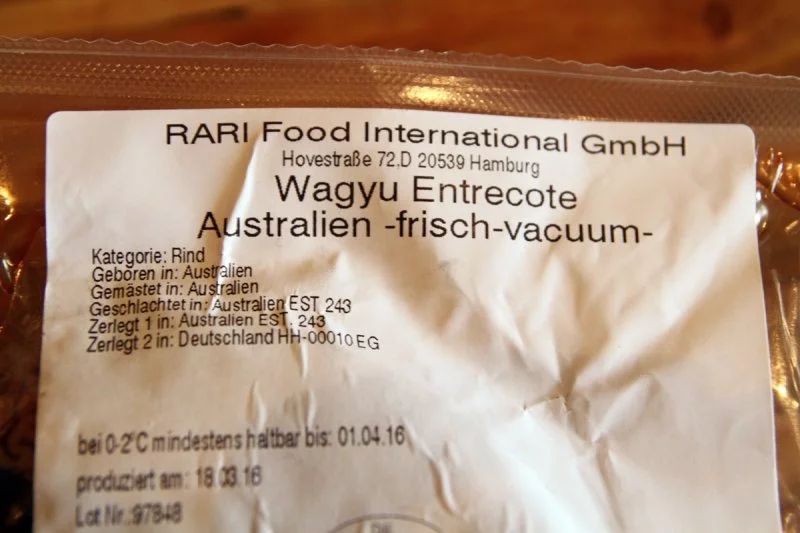 RARI Food International GmbH
Hovestraße 72,D 20539 Hamburg
Wagyu Entrecote
Australien -frisch-vacuum-
Kategorie: Rind
Geboren in: Australien
Gemästet in: Australien
Geschlachtet in: Australien EST 243
Zerlegt 1 in: Australien EST. 243
Zerlegt 2 in: Deutschland HH-00010 EG
bei 0-2°C mindestens haltbar bis: 01.04.16
produziert am: 18.03.16
Lot Nr.:97848